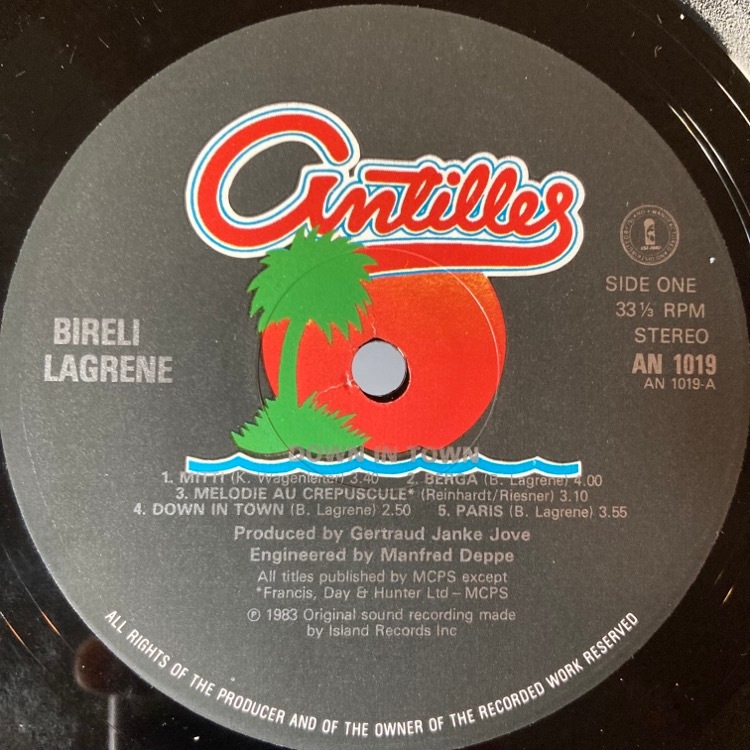 Antilles
SIDE ONE
33⅓ RPM
STEREO
AN 1019
AN 1019-A
BIRELI
LAGRENE
DOWN IN TOWN
1. MITTI (K. Wagenleiter) 3.40 2. BERGA (B. Lagrene) 4.00
3. MELODIE AU CREPUSCULE* (Reinhardt/Riesner) 3.10
4. DOWN IN TOWN (B. Lagrene) 2.50 5. PARIS (B. Lagrene) 3.55
Produced by Gertraud Janke Jove
Engineered by Manfred Deppe
All titles published by MCPS except
*Francis, Day & Hunter Ltd – MCPS
℗ 1983 Original sound recording made
by Island Records Inc
ALL RIGHTS OF THE PRODUCER AND OF THE OWNER OF THE RECORDED WORK RESERVED